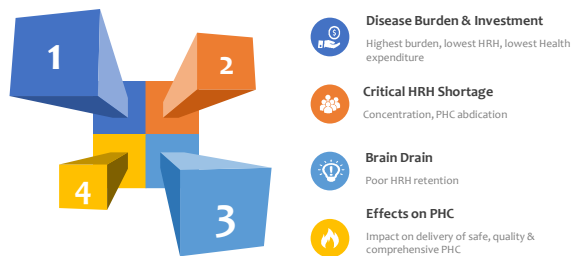 1
2
3
4
Disease Burden & Investment
Highest burden, lowest HRH, lowest Health
expenditure
Critical HRH Shortage
Concentration, PHC abdication
Brain Drain
Poor HRH retention
Effects on PHC
Impact on delivery of safe, quality &
comprehensive PHC